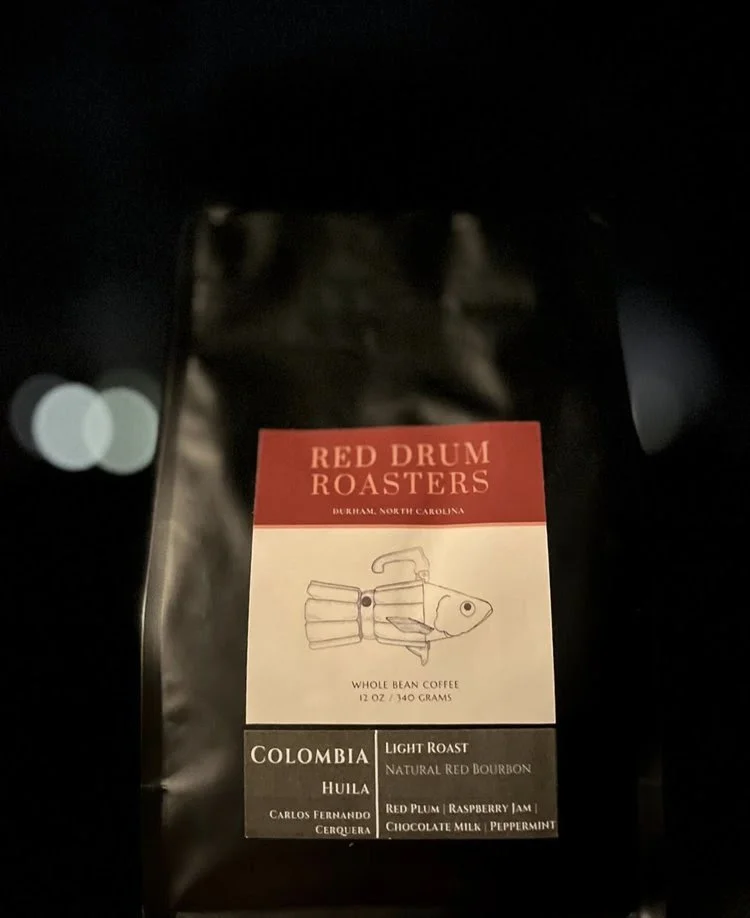 RED DRUM
ROASTERS
DURHAM, NORTH CAROLINA
WHOLE BEAN COFFEE
12 OZ / 340 GRAMS
COLOMBIA
HUILA
CARLOS FERNANDO
CERQUERA
LIGHT ROAST
NATURAL RED BOURBON
RED PLUM | RASPBERRY JAM |
CHOCOLATE MILK | PEPPERMINT